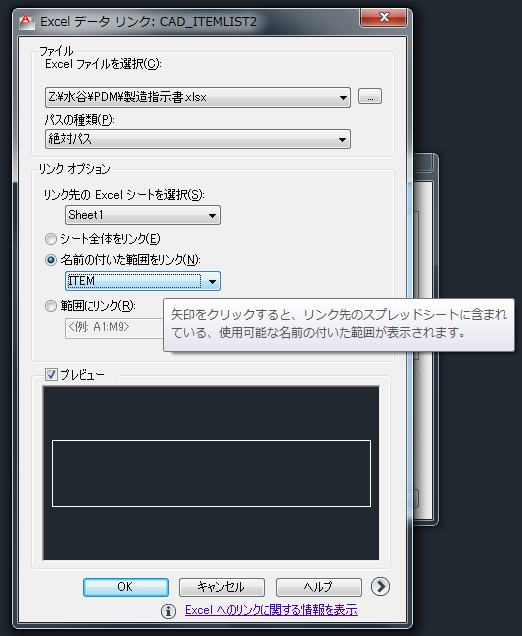 Excel データ リンク: CAD_ITEMLIST2
ファイル
Excel ファイルを選択(C):
Z:¥水谷¥PDM¥製造指示書.xlsx
...
パスの種類(P):
絶対パス
リンク オプション
リンク先の Excel シートを選択(S):
Sheet1
シート全体をリンク(E)
名前の付いた範囲をリンク(N):
ITEM
範囲にリンク(R):
<例: A1:M9>
矢印をクリックすると、リンク先のスプレッドシートに含まれ
ている、使用可能な名前の付いた範囲が表示されます。
プレビュー
OK キャンセル ヘルプ
Excel へのリンクに関する情報を表示